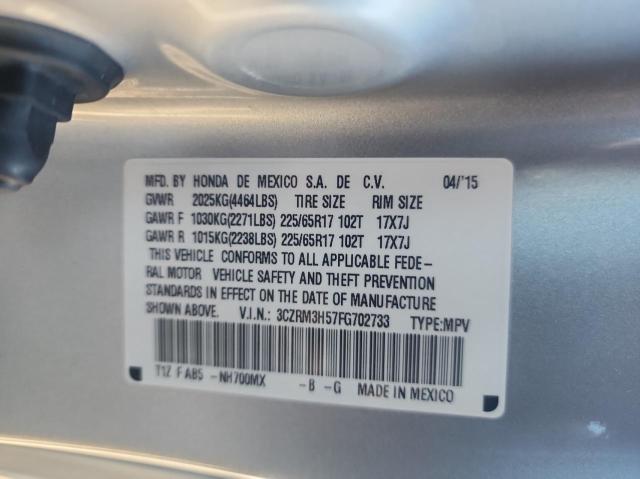 MFD. BY HONDA DE MEXICO S.A. DE C.V. 04/'15
GVWR 2025KG(4464LBS) TIRE SIZE RIM SIZE
GAWR F 1030KG(2271LBS) 225/65R17 102T 17X7J
GAWR R 1015KG(2238LBS) 225/65R17 102T 17X7J
THIS VEHICLE CONFORMS TO ALL APPLICABLE FEDE-
RAL MOTOR VEHICLE SAFETY AND THEFT PREVENTION
STANDARDS IN EFFECT ON THE DATE OF MANUFACTURE
SHOWN ABOVE. V.I.N.: 3CZRM3H57FG702733 TYPE:MPV
T1Z F AB5 -NH700MX -B -G MADE IN MEXICO